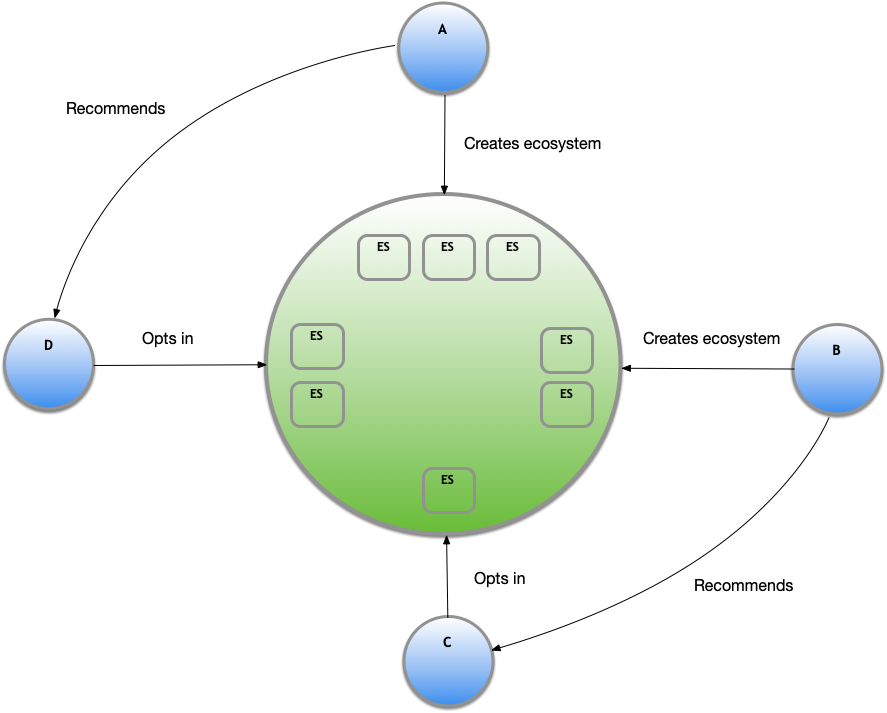 A
Recommends
Creates ecosystem
ES ES ES
ES
ES
D
Opts in
ES
ES
Creates ecosystem
B
ES
Opts in
Recommends
C